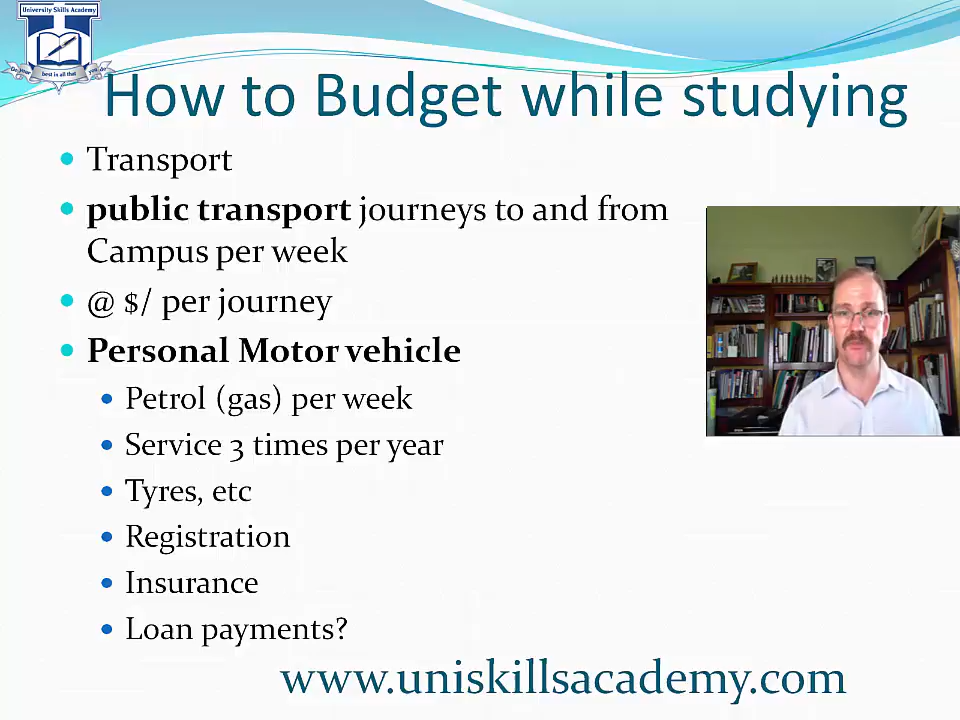 University Skills Academy
best in all that
How to Budget while studying
Transport
public transport journeys to and from
Campus per week
@ $/ per journey
Personal Motor vehicle
Petrol (gas) per week
Service 3 times per year
Tyres, etc
Registration
Insurance
Loan payments?
www.uniskillsacademy.com